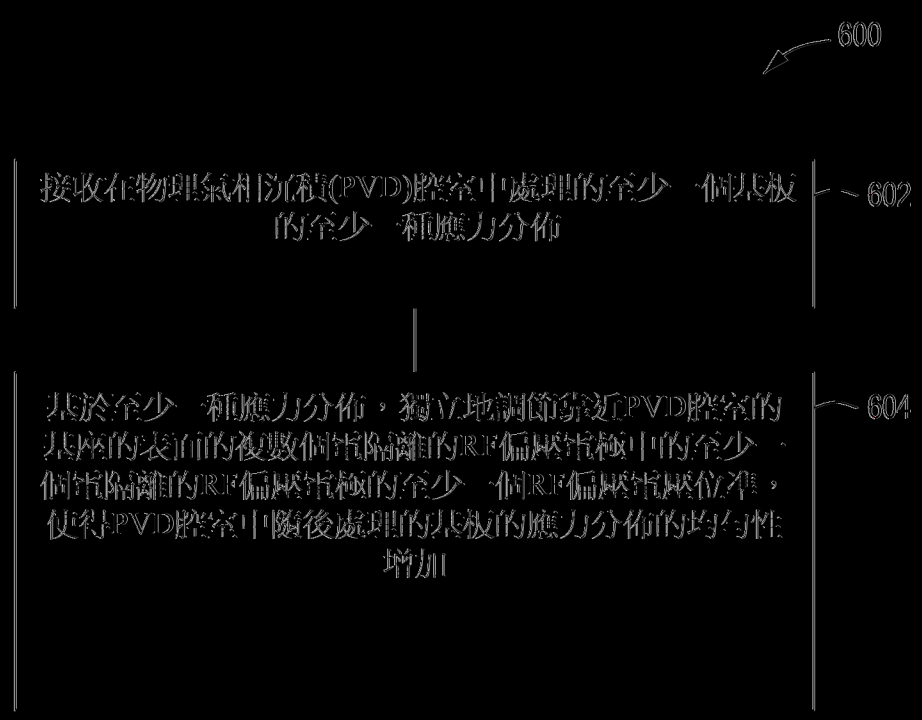 600
接收在物理氣相沉積(PVD)腔室中處理的至少一個基板
的至少一種應力分佈
602
基於至少一種應力分佈，獨立地調節靠近PVD腔室的
基座的表面的複數個電隔離的RF偏壓電極中的至少一
個電隔離的RF偏壓電極的至少一個RF偏壓電壓位準，
使得PVD腔室中隨後處理的基板的應力分佈的均勻性
增加
604